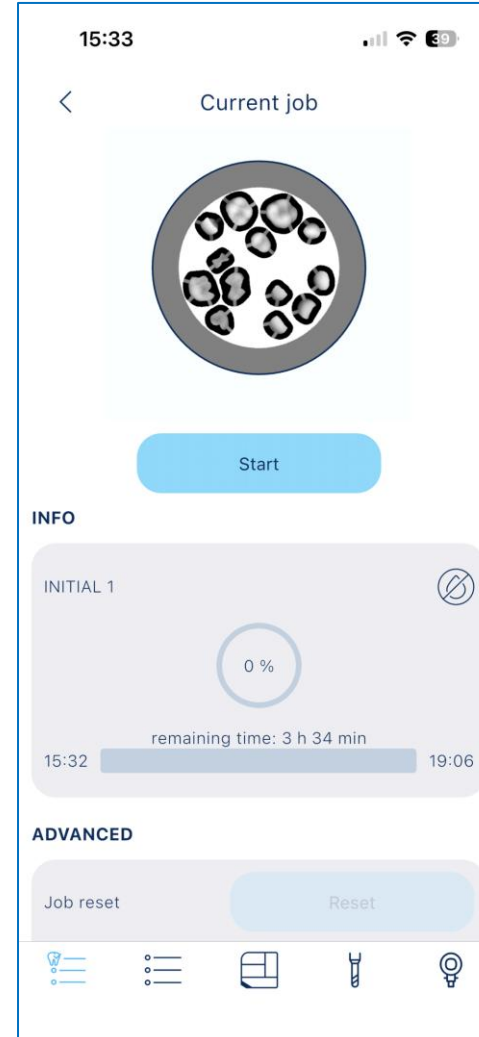 15:33
39
Current job
Start
INFO
INITIAL 1
0 %
remaining time: 3 h 34 min
15:32 19:06
ADVANCED
Job reset Reset